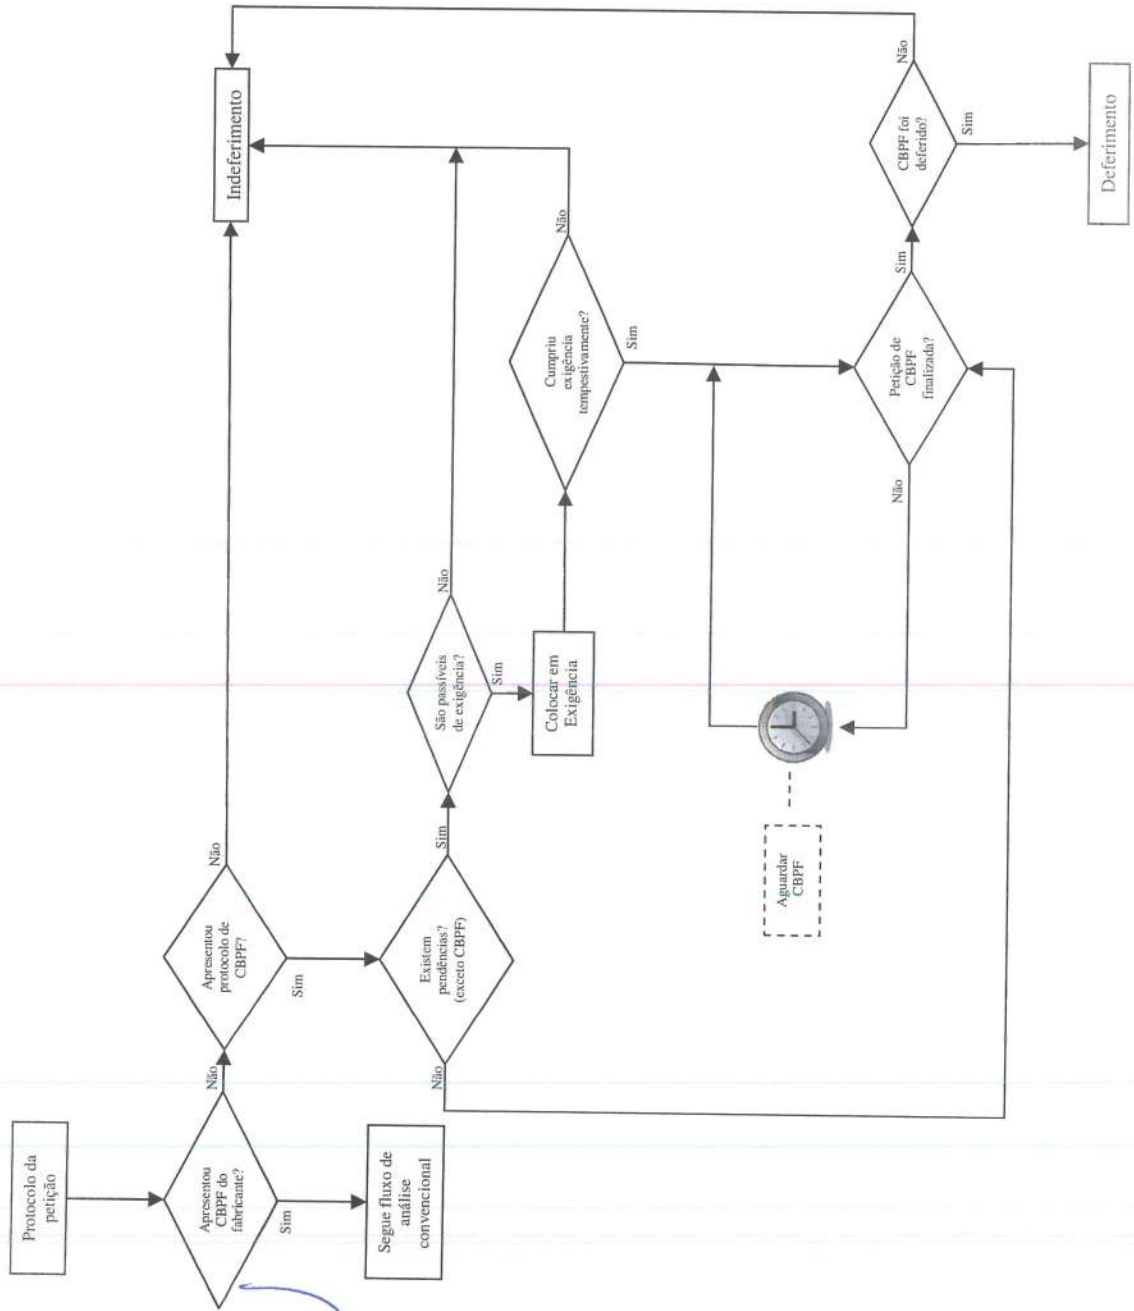 Protocolo da
petição
Apresentou
CBPF do
fabricante?
Não
Sim
Segue fluxo de
análise
convencional
Apresentou
protocolo de
CBPF?
Não
Sim
Existem
pendências?
(exceto CBPF)
Não
Sim
São passíveis
de exigência?
Não
Sim
Colocar em
Exigência
Cumpriu
exigência
tempestivamente?
Não
Sim
Aguardar
CBPF
Petição de
CBPF
finalizada?
Não
Sim
CBPF foi
deferido?
Não
Sim
Indeferimento
Deferimento